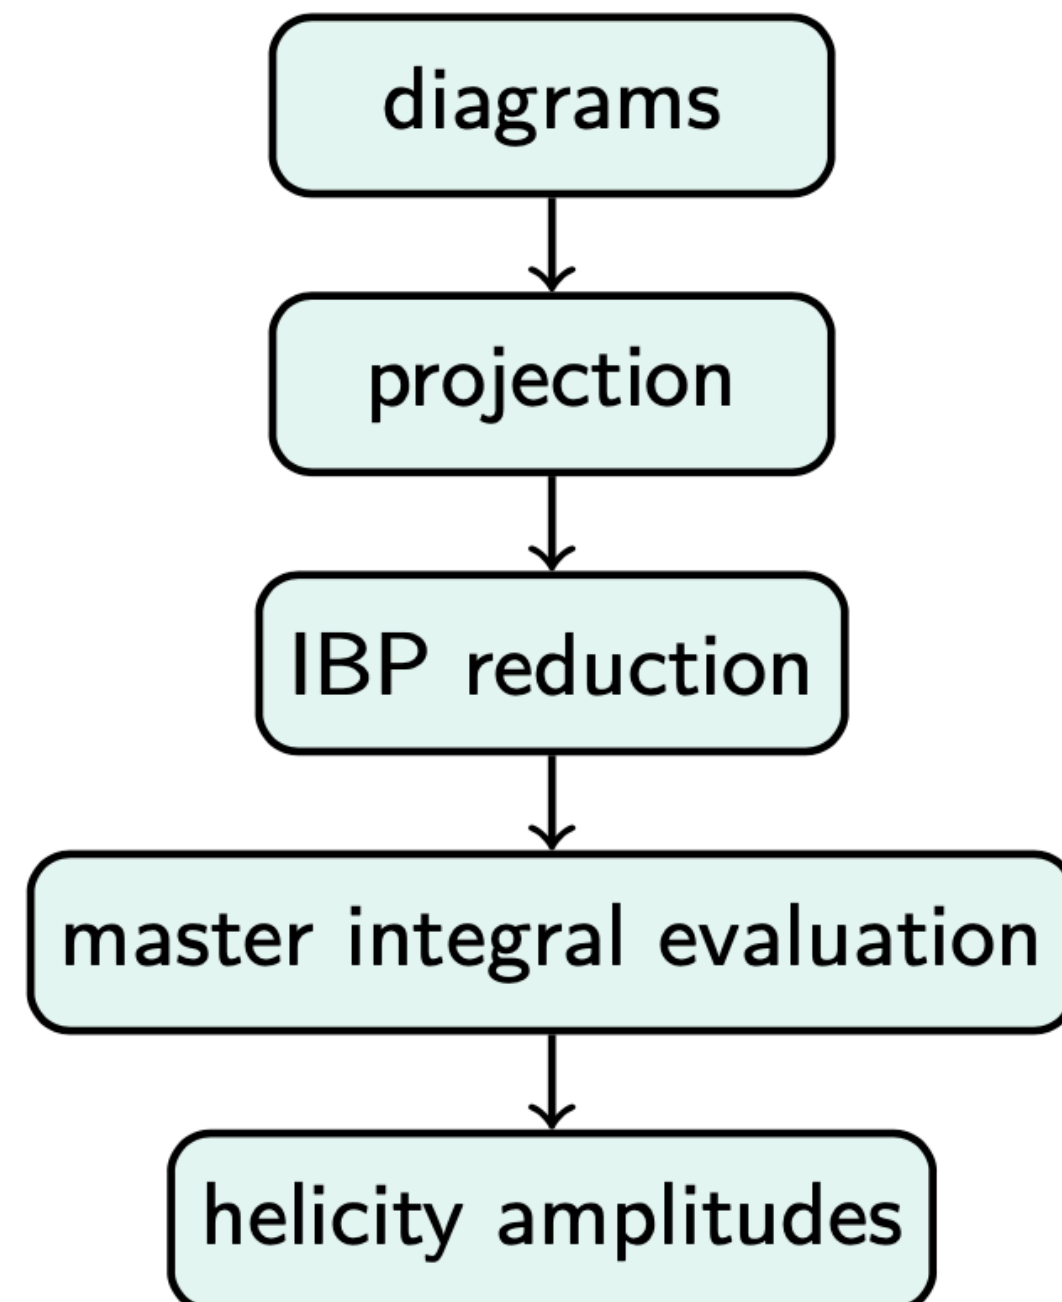 diagrams
projection
IBP reduction
master integral evaluation
helicity amplitudes